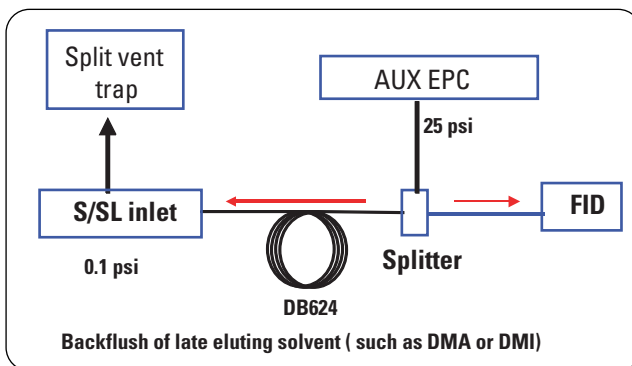 Split vent
trap
AUX EPC
25 psi
S/SL inlet
FID
Splitter
0.1 psi
DB624
Backflush of late eluting solvent ( such as DMA or DMI)